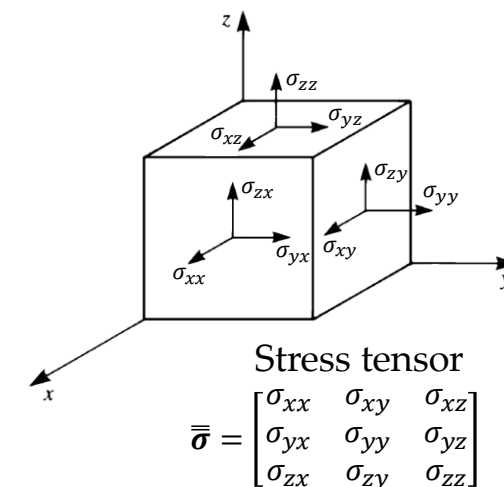 z
σzz
σyz
σxz
σzx
σzy
σyy
σxx
σyx
σxy
y
x
Stress tensor
σ̿ = [σxx σxy σxz
σyx σyy σyz
σzx σzy σzz]